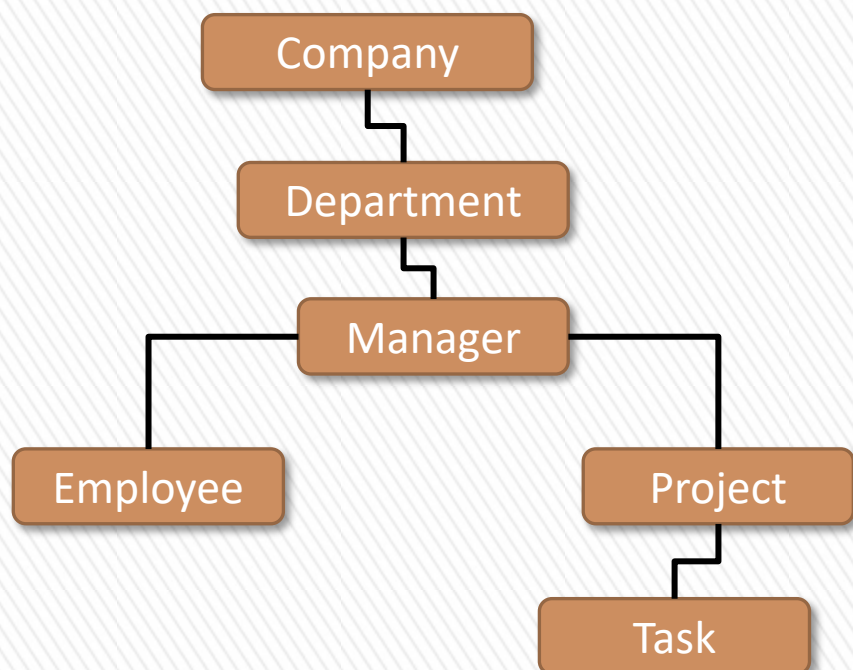 Company
Department
Manager
Employee
Project
Task